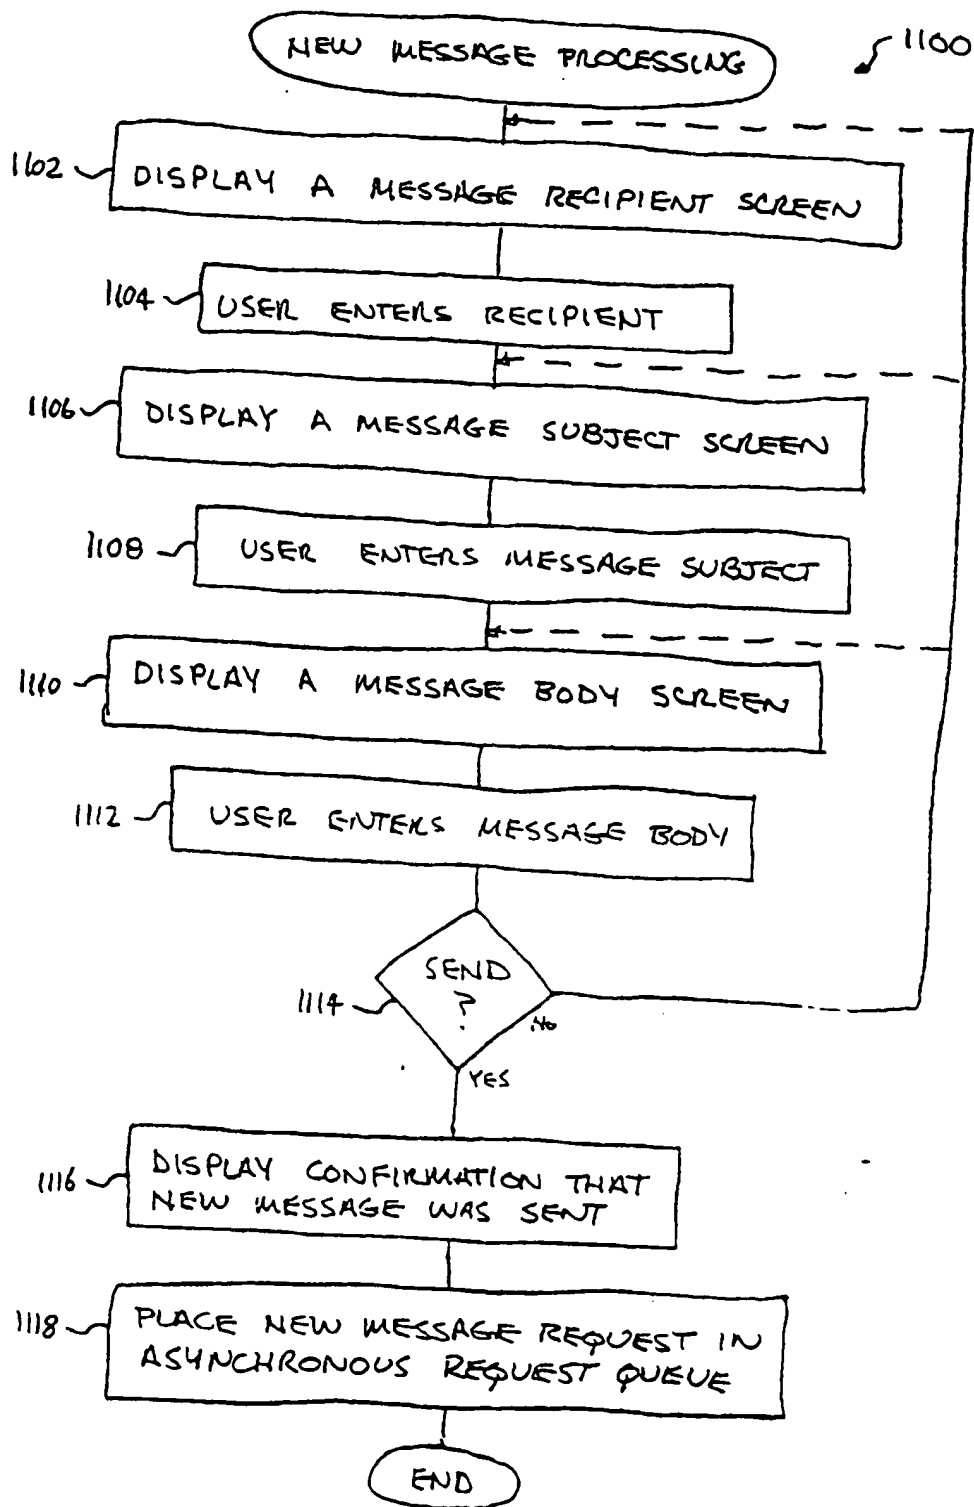 NEW MESSAGE PROCESSING
1100
1102
DISPLAY A MESSAGE RECIPIENT SCREEN
1104
USER ENTERS RECIPIENT
1106
DISPLAY A MESSAGE SUBJECT SCREEN
1108
USER ENTERS MESSAGE SUBJECT
1110
DISPLAY A MESSAGE BODY SCREEN
1112
USER ENTERS MESSAGE BODY
SEND
?
1114
NO
YES
1116
DISPLAY CONFIRMATION THAT
NEW MESSAGE WAS SENT
1118
PLACE NEW MESSAGE REQUEST IN
ASYNCHRONOUS REQUEST QUEUE
END